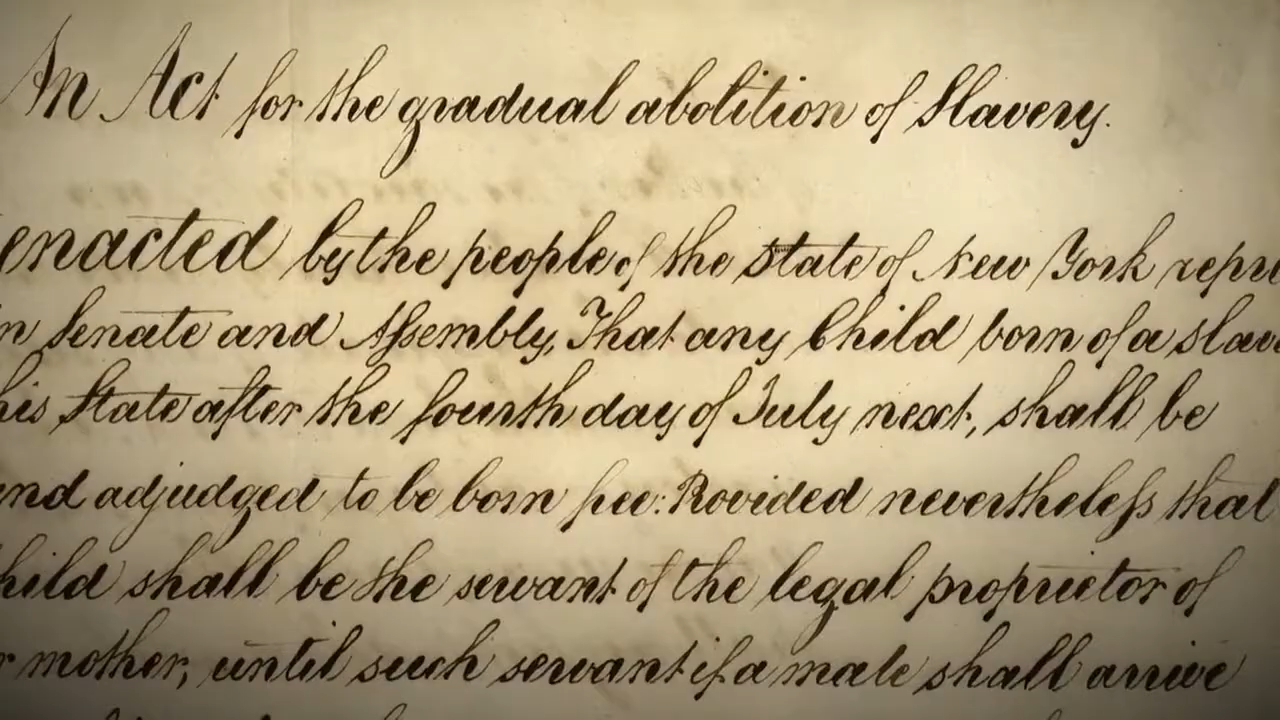 An Act for the gradual abolition of Slavery.
enacted by the people of the State of New York repre
n Senate and Assembly, That any Child born of a slav
his State after the fourth day of July next, shall be
nd adjudged to be born free: Provided nevertheless that
hild shall be the servant of the legal proprietor of
r mother, until such servant if a male shall arrive